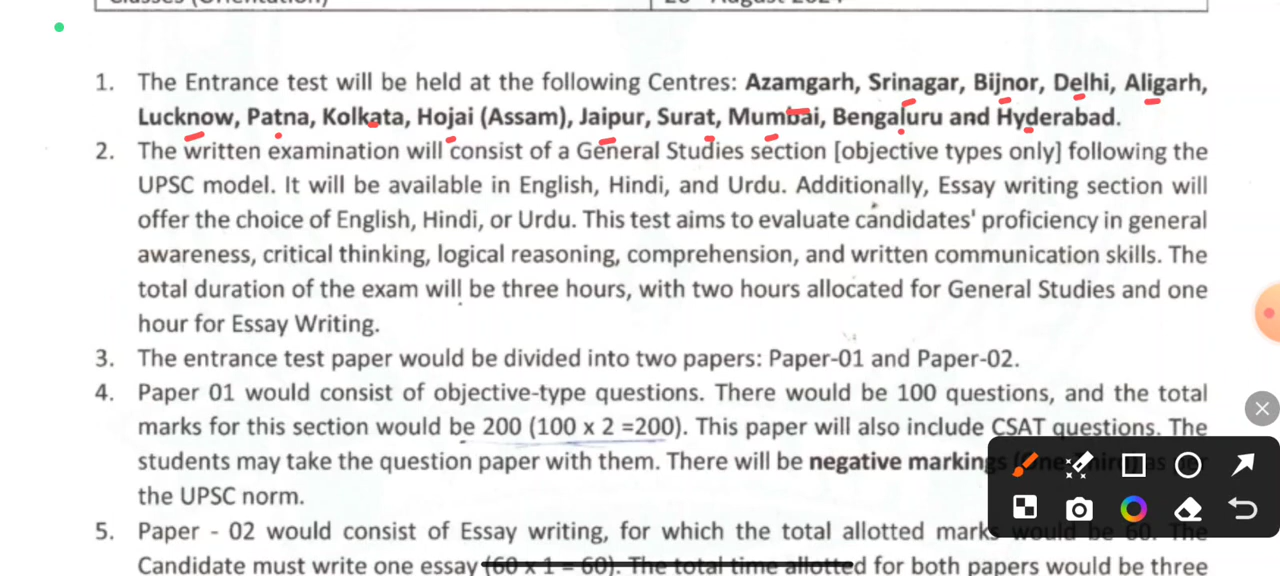 1. The Entrance test will be held at the following Centres: Azamgarh, Srinagar, Bijnor, Delhi, Aligarh,
Lucknow, Patna, Kolkata, Hojai (Assam), Jaipur, Surat, Mumbai, Bengaluru and Hyderabad.
2. The written examination will consist of a General Studies section [objective types only] following the
UPSC model. It will be available in English, Hindi, and Urdu. Additionally, Essay writing section will
offer the choice of English, Hindi, or Urdu. This test aims to evaluate candidates' proficiency in general
awareness, critical thinking, logical reasoning, comprehension, and written communication skills. The
total duration of the exam will be three hours, with two hours allocated for General Studies and one
hour for Essay Writing.
3. The entrance test paper would be divided into two papers: Paper-01 and Paper-02.
4. Paper 01 would consist of objective-type questions. There would be 100 questions, and the total
marks for this section would be 200 (100 x 2 =200). This paper will also include CSAT questions. The
students may take the question paper with them. There will be negative markings
the UPSC norm.
5. Paper - 02 would consist of Essay writing, for which the total allotted marks would be 60. The
Candidate must write one essay (60 x 1 = 60). The total time allotted for both papers would be three